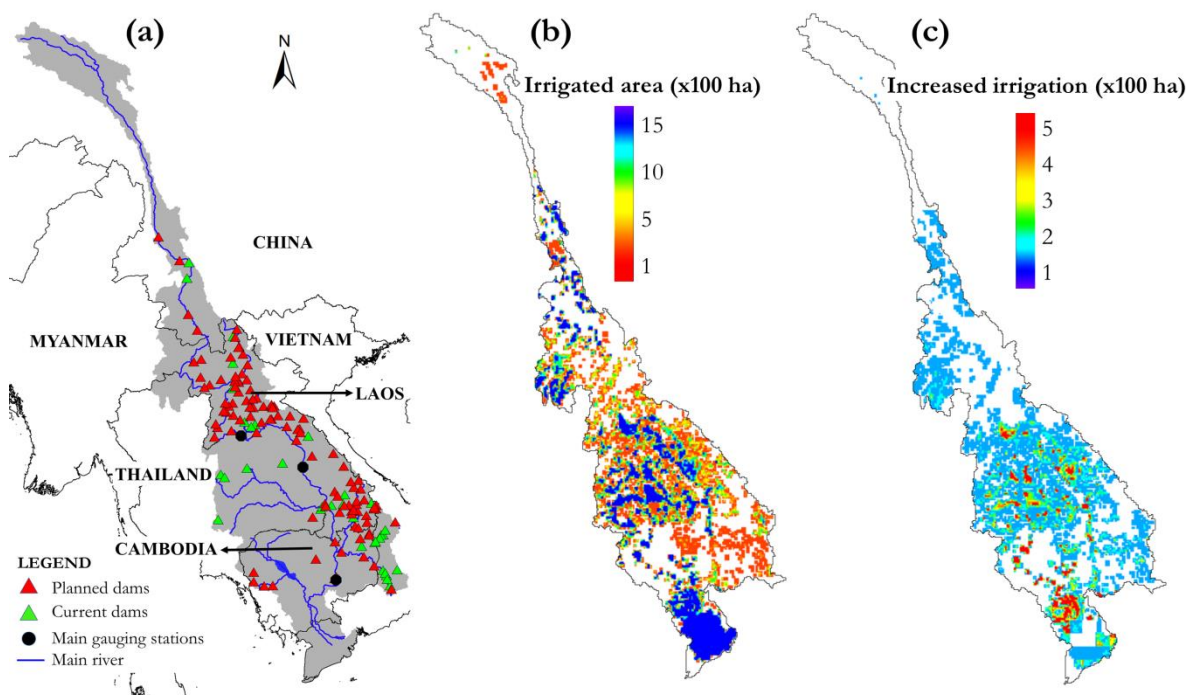 (a)
N
CHINA
MYANMAR
VIETNAM
LAOS
THAILAND
CAMBODIA
LEGEND
Planned dams
Current dams
Main gauging stations
Main river
(b)
Irrigated area (x100 ha)
15
10
5
1
(c)
Increased irrigation (x100 ha)
5
4
3
2
1